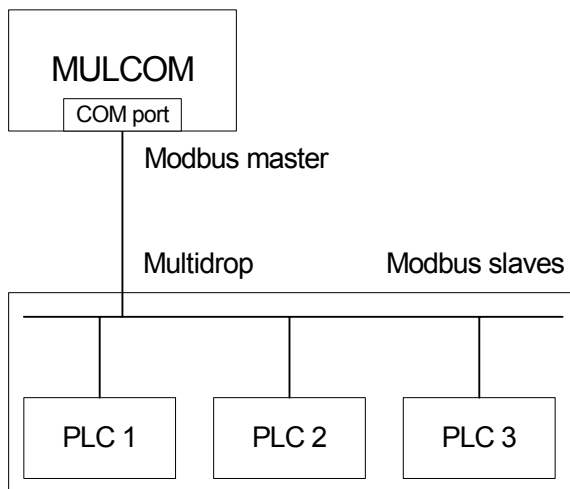 MULCOM
COM port
Modbus master
Multidrop
Modbus slaves
PLC 1
PLC 2
PLC 3